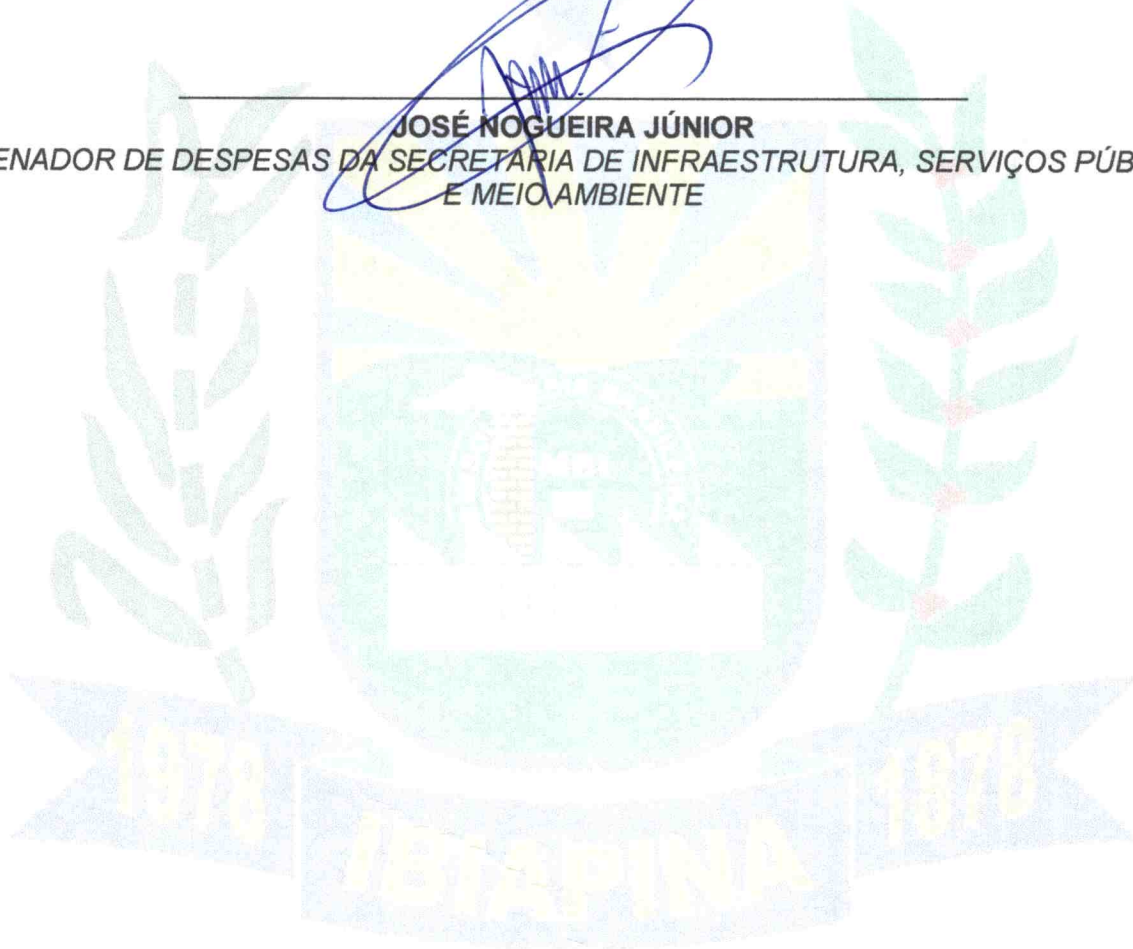 JOSÉ NOGUEIRA JÚNIOR
ENADOR DE DESPESAS DA SECRETARIA DE INFRAESTRUTURA, SERVIÇOS PÚB
E MEIO AMBIENTE
1978 1878
IBIAPINA